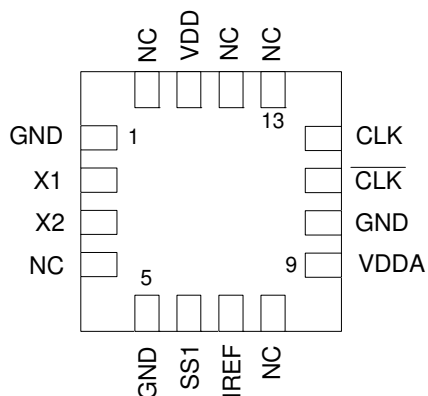 NC VDD NC NC
13
GND 1 CLK
X1 CLK
X2 GND
NC 9 VDDA
5
GND SS1 IREF NC